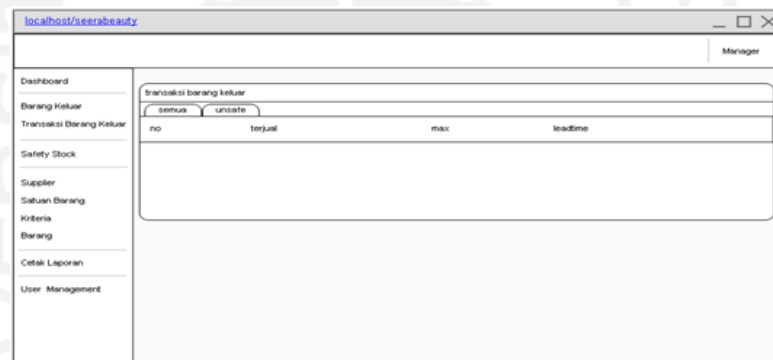 localhost/seerabeauty
Manager
Dashboard
Barang Keluar
Transaksi Barang Keluar
Safety Stock
Supplier
Satuan Barang
Kriteria
Barang
Cetak Laporan
User Management
transaksi barang keluar
semua unsafe
no terjual max leadtime